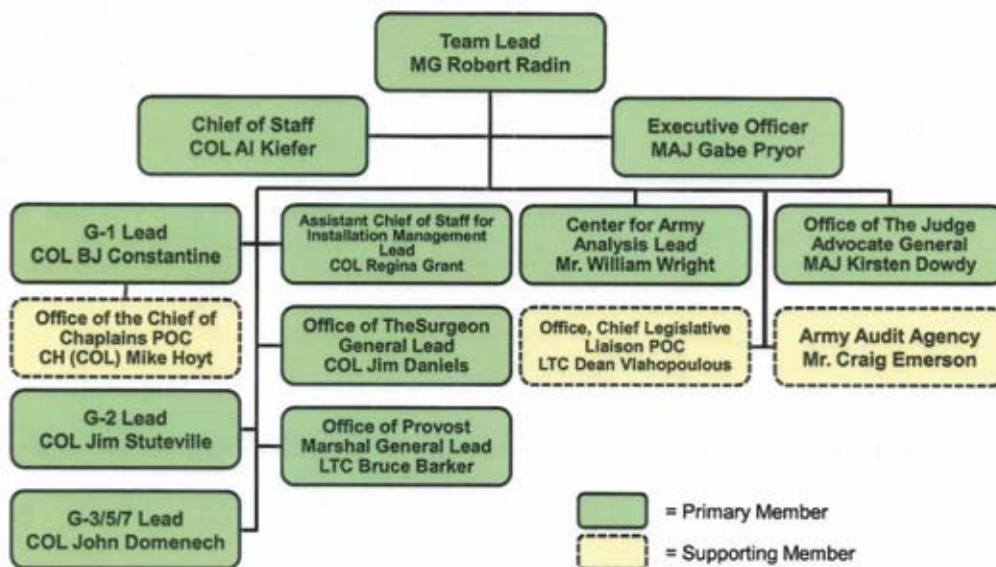 Team Lead
MG Robert Radin
Chief of Staff
COL Al Kiefer
Executive Officer
MAJ Gabe Pryor
G-1 Lead
COL BJ Constantine
Assistant Chief of Staff for
Installation Management
Lead
COL Regina Grant
Center for Army
Analysis Lead
Mr. William Wright
Office of The Judge
Advocate General
MAJ Kirsten Dowdy
Office of the Chief of
Chaplains POC
CH (COL) Mike Hoyt
Office of TheSurgeon
General Lead
COL Jim Daniels
Office, Chief Legislative
Liaison POC
LTC Dean Vlahopoulous
Army Audit Agency
Mr. Craig Emerson
G-2 Lead
COL Jim Stuteville
Office of Provost
Marshal General Lead
LTC Bruce Barker
G-3/5/7 Lead
COL John Domenech
= Primary Member
= Supporting Member